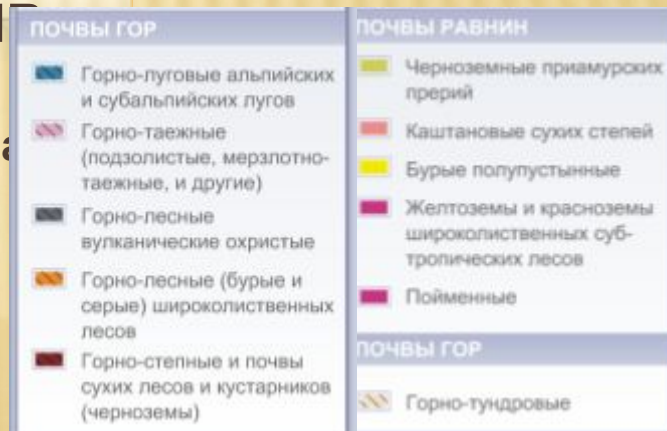 ПОЧВЫ ГОР
Горно-луговые альпийских
и субальпийских лугов
Горно-таежные
(подзолистые, мерзлотно-
таежные, и другие)
Горно-лесные
вулканические охристые
Горно-лесные (бурые и
серые) широколиственных
лесов
Горно-степные и почвы
сухих лесов и кустарников
(черноземы)
ПОЧВЫ РАВНИН
Черноземные приамурских
прерий
Каштановые сухих степей
Бурые полупустынные
Желтоземы и красноземы
широколиственных суб-
тропических лесов
Пойменные
ПОЧВЫ ГОР
Горно-тундровые